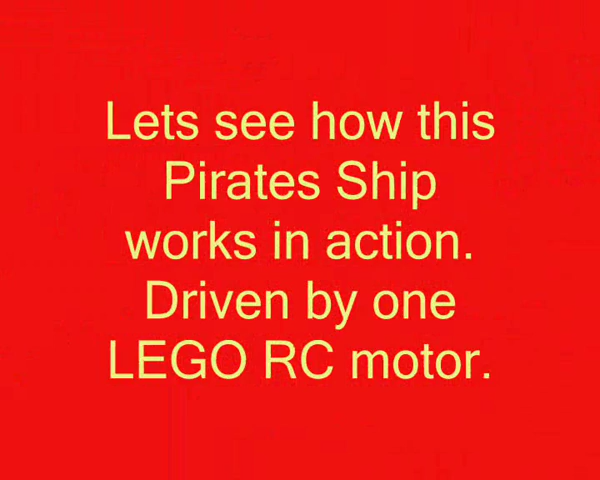 Lets see how this
Pirates Ship
works in action.
Driven by one
LEGO RC motor.